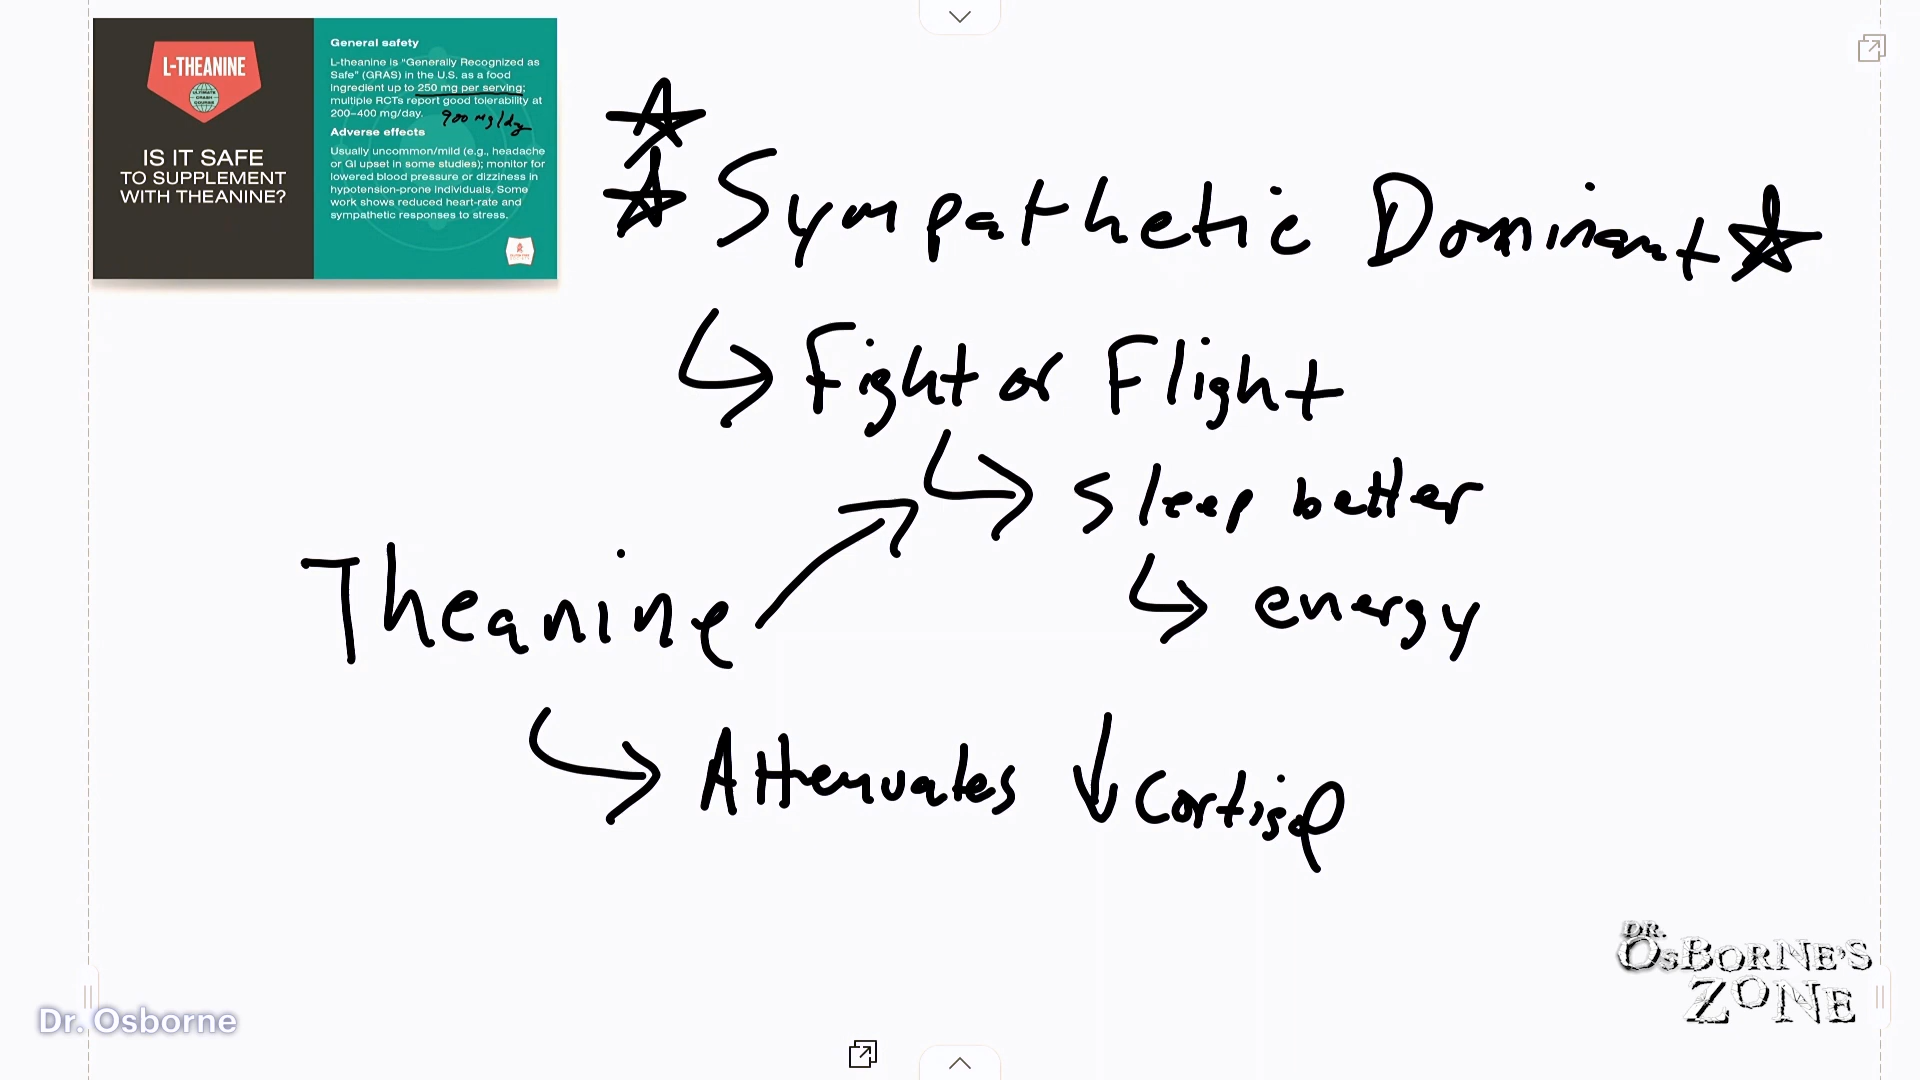 L-THEANINE
ULTIMATE
CRASH
COURSE
IS IT SAFE
TO SUPPLEMENT
WITH THEANINE?
General safety
L-theanine is "Generally Recognized as
Safe" (GRAS) in the U.S. as a food
ingredient up to 250 mg per serving;
multiple RCTs report good tolerability at
200–400 mg/day.
900 mg/day
Adverse effects
Usually uncommon/mild (e.g., headache
or GI upset in some studies); monitor for
lowered blood pressure or dizziness in
hypotension-prone individuals. Some
work shows reduced heart-rate and
sympathetic responses to stress.
Sympathetic Dominant
Fight or Flight
Sleep better
energy
Theanine
Attenuates ↓ Cortisol
DR.
OSBORNE'S
ZONE
Dr. Osborne